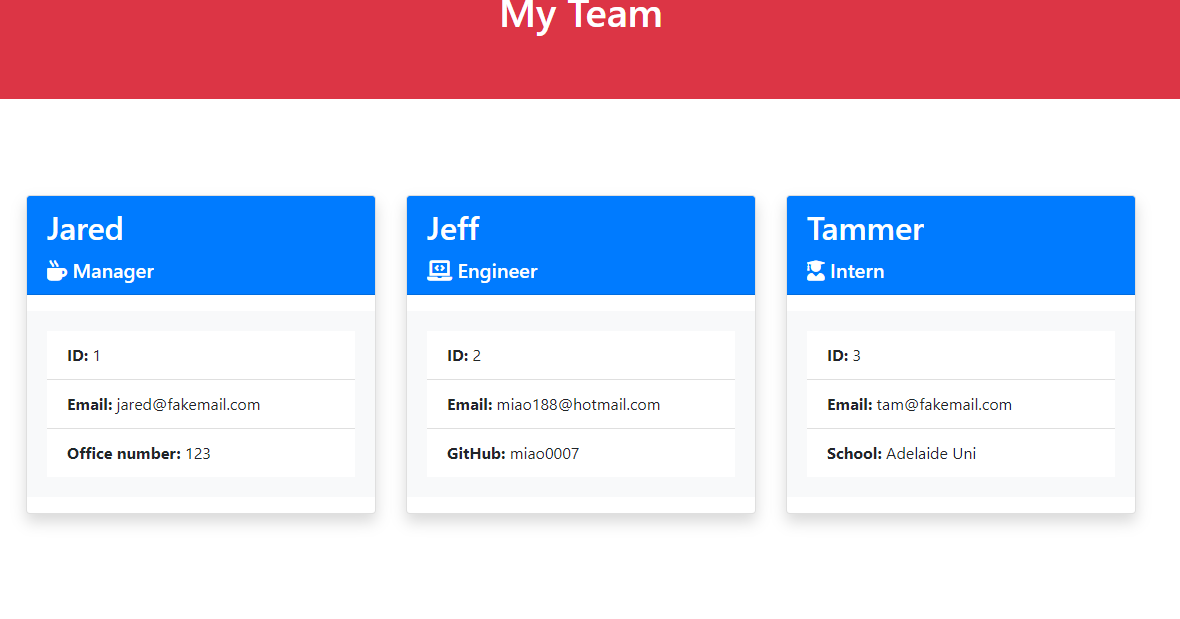 My Team
Jared
Manager
ID: 1
Email: jared@fakemail.com
Office number: 123
Jeff
Engineer
ID: 2
Email: miao188@hotmail.com
GitHub: miao0007
Tammer
Intern
ID: 3
Email: tam@fakemail.com
School: Adelaide Uni